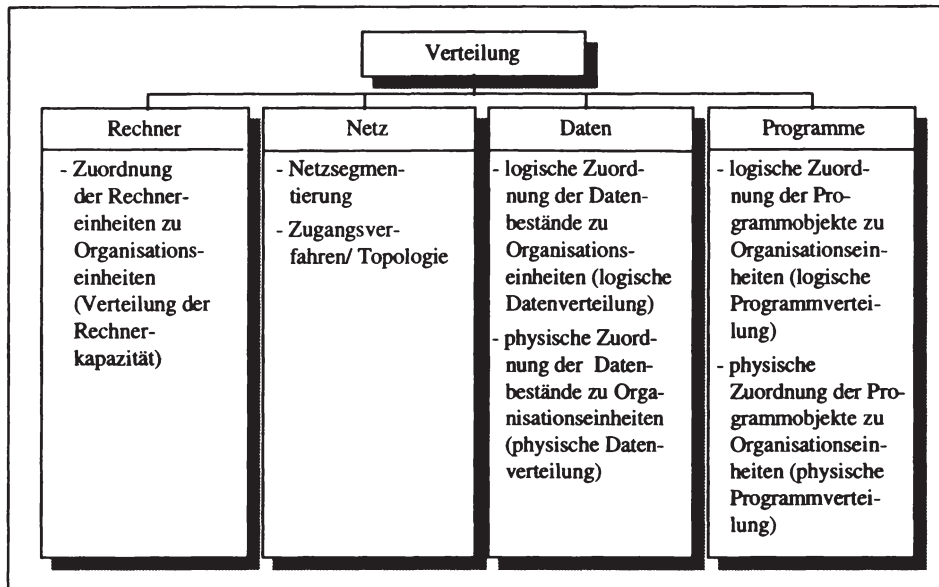 Verteilung
Rechner
- Zuordnung
der Rechner-
einheiten zu
Organisations-
einheiten
(Verteilung der
Rechner-
kapazität)
Netz
- Netzsegmen-
tierung
- Zugangsver-
fahren/ Topologie
Daten
- logische Zuord-
nung der Daten-
bestände zu
Organisations-
einheiten (logische
Datenverteilung)
- physische Zuord-
nung der Daten-
bestände zu Orga-
nisationseinheiten
(physische Daten-
verteilung)
Programme
- logische Zuord-
nung der Pro-
grammobjekte zu
Organisationsein-
heiten (logische
Programmvertei-
lung)
- physische
Zuordnung der Pro-
grammobjekte zu
Organisationsein-
heiten (physische
Programmvertei-
lung)